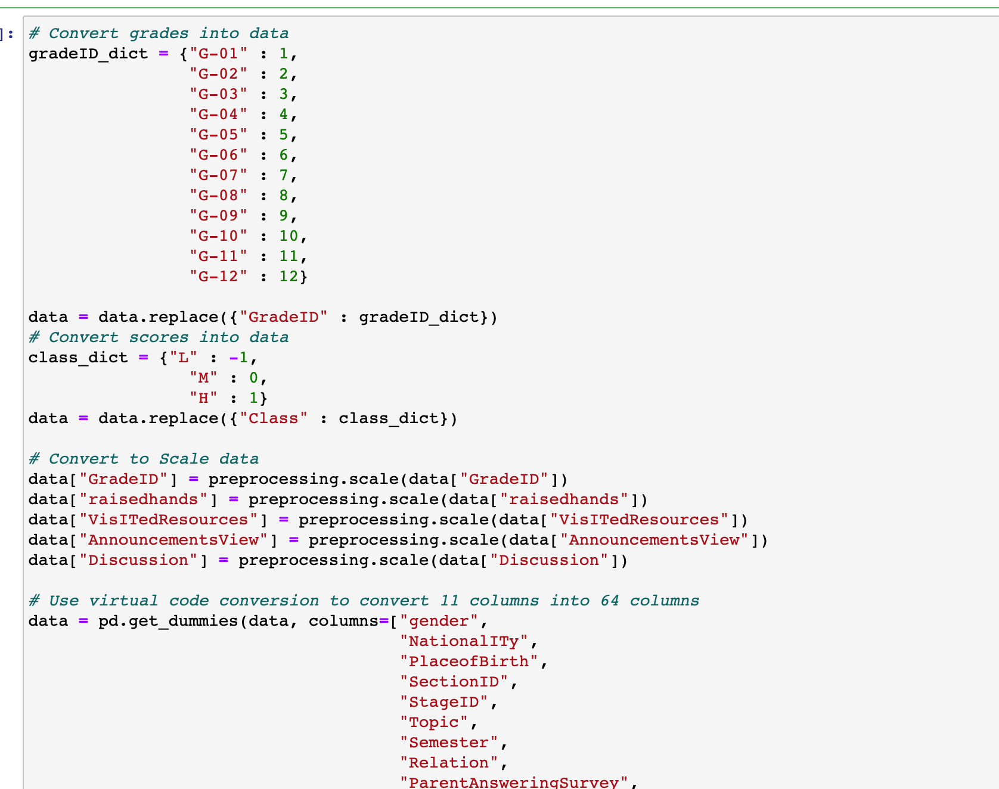 ]: # Convert grades into data
gradeID_dict = {"G-01" : 1,
"G-02" : 2,
"G-03" : 3,
"G-04" : 4,
"G-05" : 5,
"G-06" : 6,
"G-07" : 7,
"G-08" : 8,
"G-09" : 9,
"G-10" : 10,
"G-11" : 11,
"G-12" : 12}
data = data.replace({"GradeID" : gradeID_dict})
# Convert scores into data
class_dict = {"L" : -1,
"M" : 0,
"H" : 1}
data = data.replace({"Class" : class_dict})
# Convert to Scale data
data["GradeID"] = preprocessing.scale(data["GradeID"])
data["raisedhands"] = preprocessing.scale(data["raisedhands"])
data["VisITedResources"] = preprocessing.scale(data["VisITedResources"])
data["AnnouncementsView"] = preprocessing.scale(data["AnnouncementsView"])
data["Discussion"] = preprocessing.scale(data["Discussion"])
# Use virtual code conversion to convert 11 columns into 64 columns
data = pd.get_dummies(data, columns=["gender",
"NationalITy",
"PlaceofBirth",
"SectionID",
"StageID",
"Topic",
"Semester",
"Relation",
"ParentAnsweringSurvey",